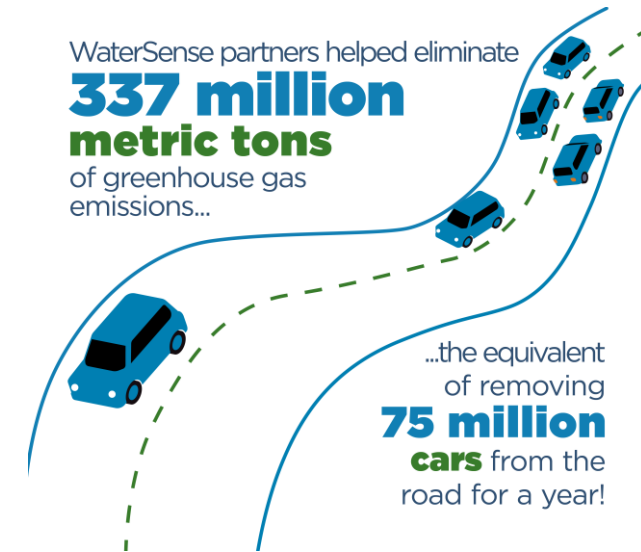 WaterSense partners helped eliminate
337 million
metric tons
of greenhouse gas
emissions...
...the equivalent
of removing
75 million
cars from the
road for a year!